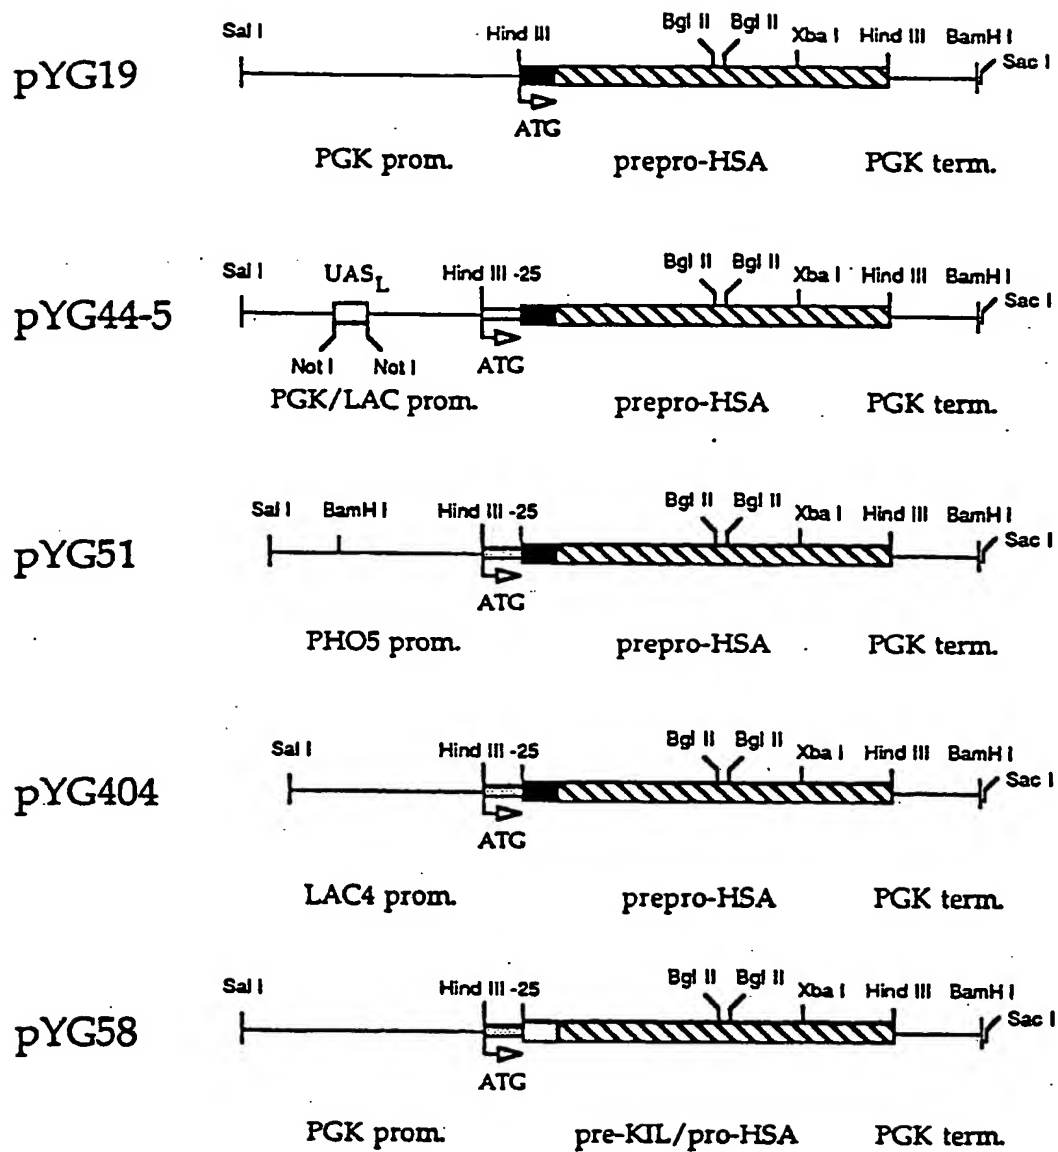 Sal I Hind III Bgl II Bgl II Xba I Hind III BamH I
pYG19 Sac I
ATG
PGK prom. prepro-HSA PGK term.
Sal I UAS_L Hind III -25 Bgl II Bgl II Xba I Hind III BamH I
pYG44-5 Sac I
Not I Not I ATG
PGK/LAC prom. prepro-HSA PGK term.
Sal I BamH I Hind III -25 Bgl II Bgl II Xba I Hind III BamH I
pYG51 Sac I
ATG
PHO5 prom. prepro-HSA PGK term.
Sal I Hind III -25 Bgl II Bgl II Xba I Hind III BamH I
pYG404 Sac I
ATG
LAC4 prom. prepro-HSA PGK term.
Sal I Hind III -25 Bgl II Bgl II Xba I Hind III BamH I
pYG58 Sac I
ATG
PGK prom. pre-KIL/pro-HSA PGK term.